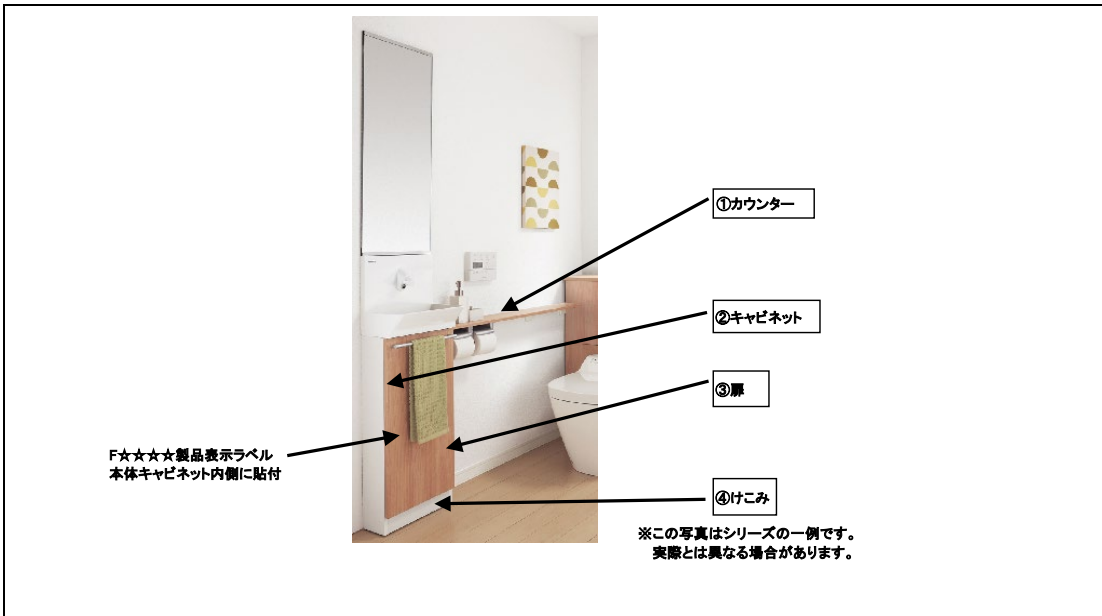 ①カウンター
②キャビネット
③扉
F☆☆☆☆製品表示ラベル
本体キャビネット内側に貼付
④けこみ
※この写真はシリーズの一例です。
実際とは異なる場合があります。